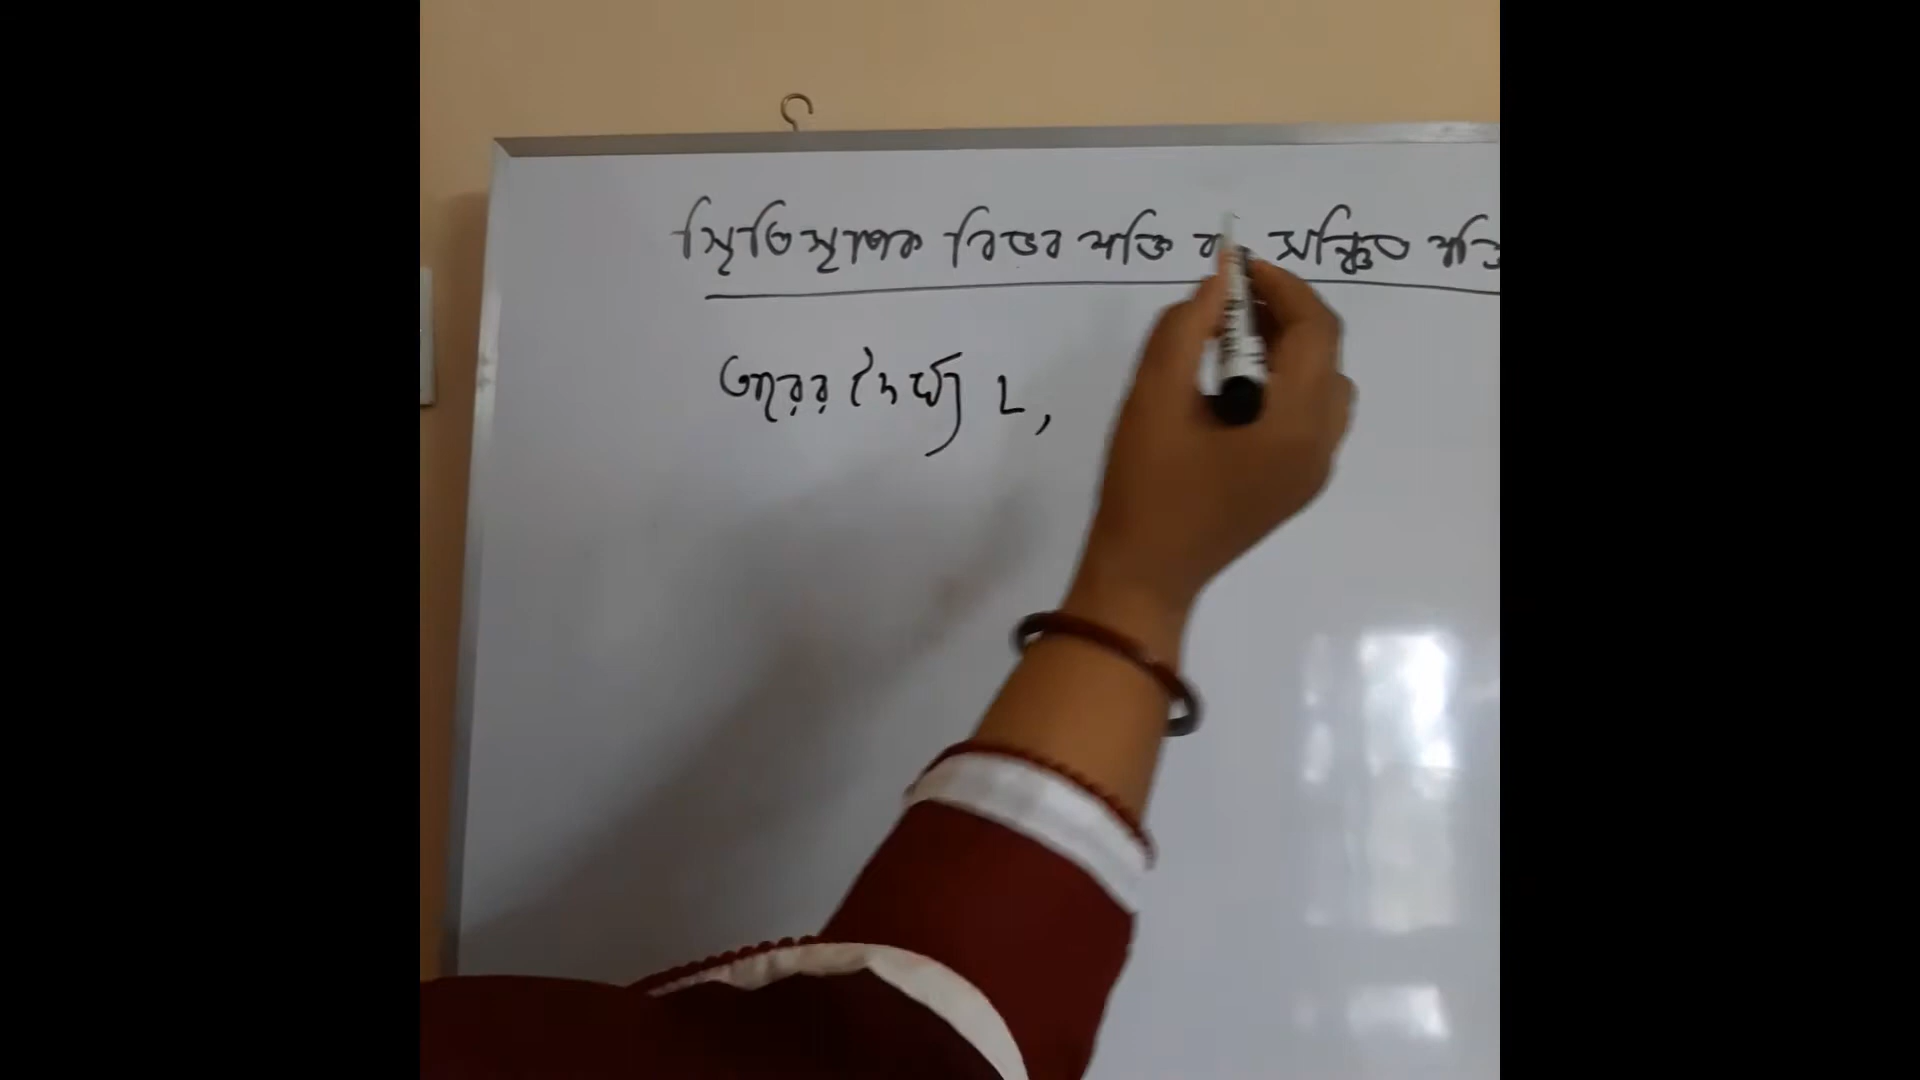 স্থিতিস্থাপক বিভব শক্তি বা সঞ্চিত শক্তি
তারের দৈর্ঘ্য L,